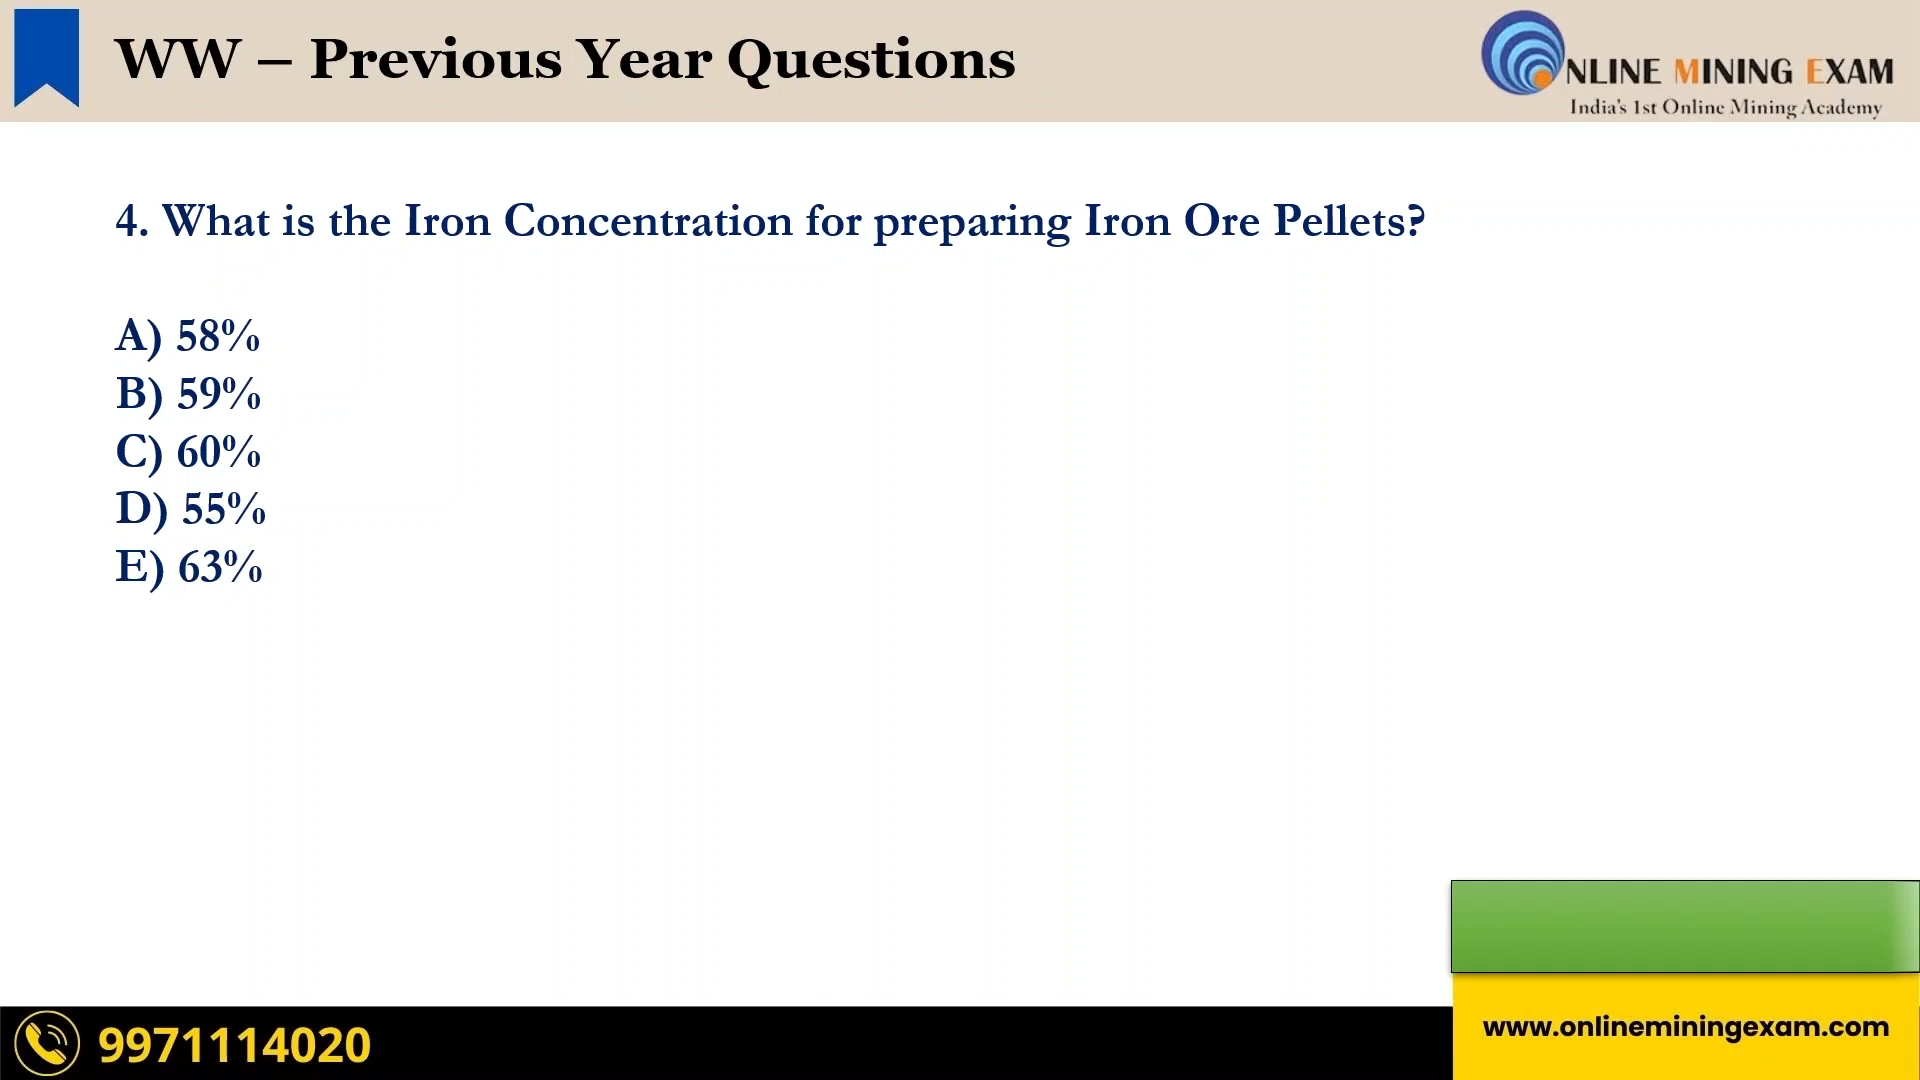 WW – Previous Year Questions
NLINE MINING EXAM
India's 1st Online Mining Academy
4. What is the Iron Concentration for preparing Iron Ore Pellets?
A) 58%
B) 59%
C) 60%
D) 55%
E) 63%
9971114020
www.onlineminingexam.com